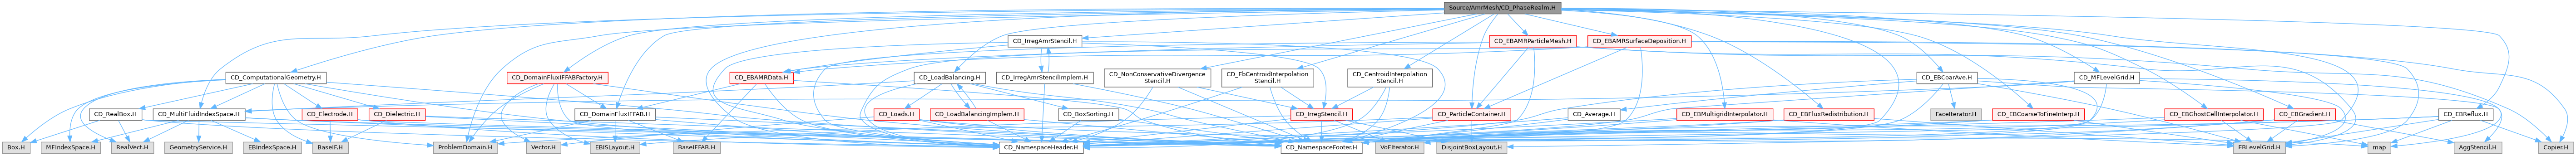 Source/AmrMesh/CD_PhaseRealm.H
CD_IrregAmrStencil.H
CD_EBAMRParticleMesh.H
CD_EBAMRSurfaceDeposition.H
CD_ComputationalGeometry.H
CD_DomainFluxIFFABFactory.H
CD_EBAMRData.H
CD_LoadBalancing.H
CD_IrregAmrStencilImplem.H
CD_NonConservativeDivergence
Stencil.H
CD_EbCentroidInterpolation
Stencil.H
CD_CentroidInterpolation
Stencil.H
CD_EBCoarAve.H
CD_MFLevelGrid.H
CD_RealBox.H
CD_MultiFluidIndexSpace.H
CD_Electrode.H
CD_Dielectric.H
CD_DomainFluxIFFAB.H
CD_Loads.H
CD_LoadBalancingImplem.H
CD_BoxSorting.H
CD_IrregStencil.H
CD_ParticleContainer.H
CD_Average.H
CD_EBMultigridInterpolator.H
CD_EBFluxRedistribution.H
FaceIterator.H
CD_EBCoarseToFineInterp.H
CD_EBGhostCellInterpolator.H
CD_EBGradient.H
CD_EBReflux.H
Box.H
MFIndexSpace.H
RealVect.H
GeometryService.H
EBIndexSpace.H
BaseIF.H
ProblemDomain.H
Vector.H
EBISLayout.H
BaseIFFAB.H
CD_NamespaceHeader.H
CD_NamespaceFooter.H
VoFIterator.H
DisjointBoxLayout.H
EBLevelGrid.H
map
AggStencil.H
Copier.H